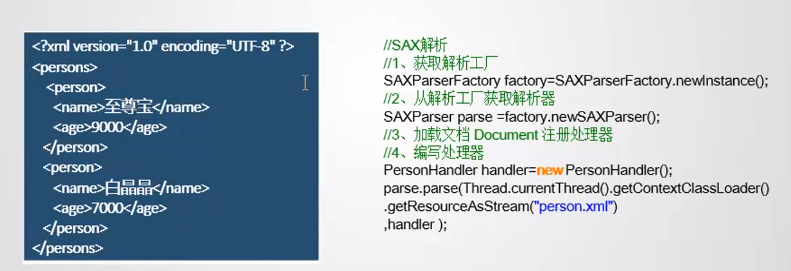 <?xml version="1.0" encoding="UTF-8" ?>
<persons>
<person>
<name>至尊宝</name>
<age>9000</age>
</person>
<person>
<name>白晶晶</name>
<age>7000</age>
</person>
</persons>
//SAX解析
//1、获取解析工厂
SAXParserFactory factory=SAXParserFactory.newInstance();
//2、从解析工厂获取解析器
SAXParser parse =factory.newSAXParser();
//3、加载文档 Document 注册处理器
//4、编写处理器
PersonHandler handler=new PersonHandler();
parse.parse(Thread.currentThread().getContextClassLoader()
.getResourceAsStream("person.xml")
,handler );